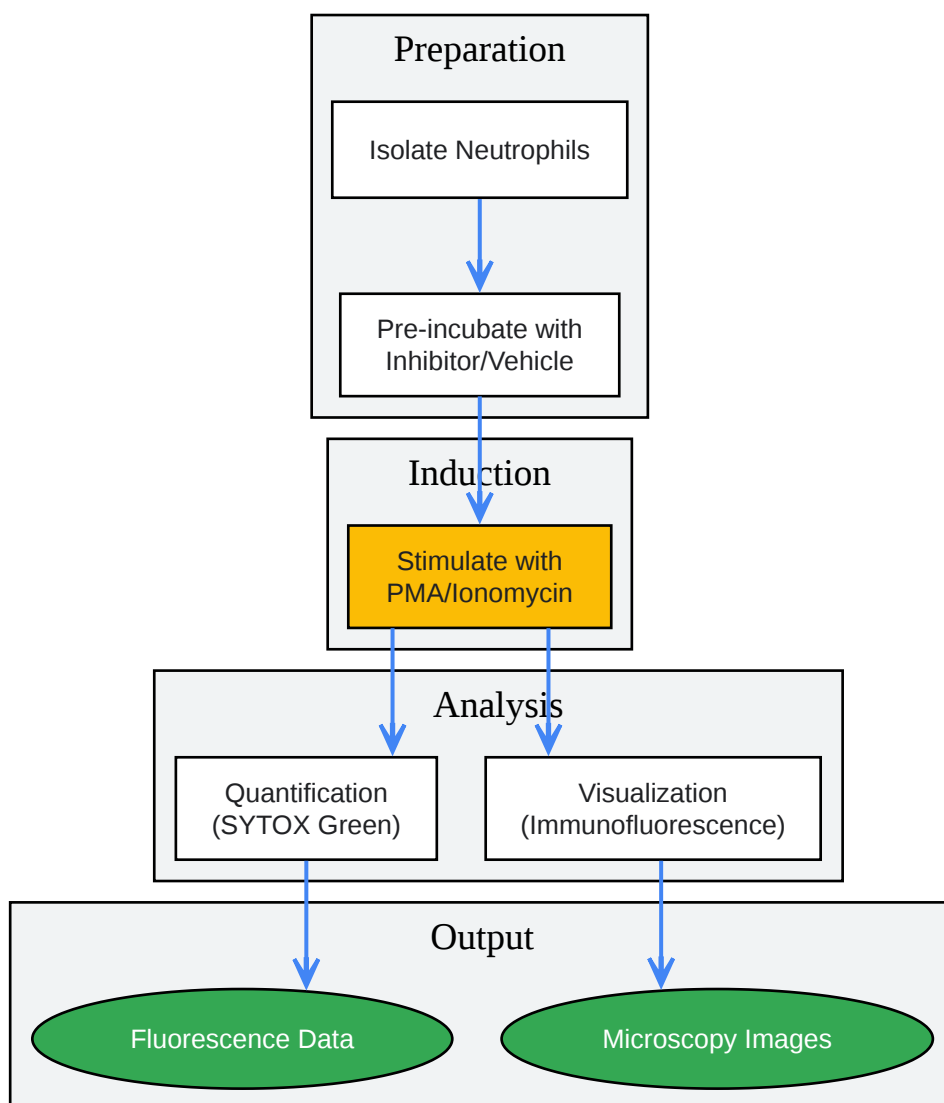 Preparation
Isolate Neutrophils
Pre-incubate with
Inhibitor/Vehicle
Induction
Stimulate with
PMA/Ionomycin
Analysis
Quantification
(SYTOX Green)
Visualization
(Immunofluorescence)
Output
Fluorescence Data
Microscopy Images